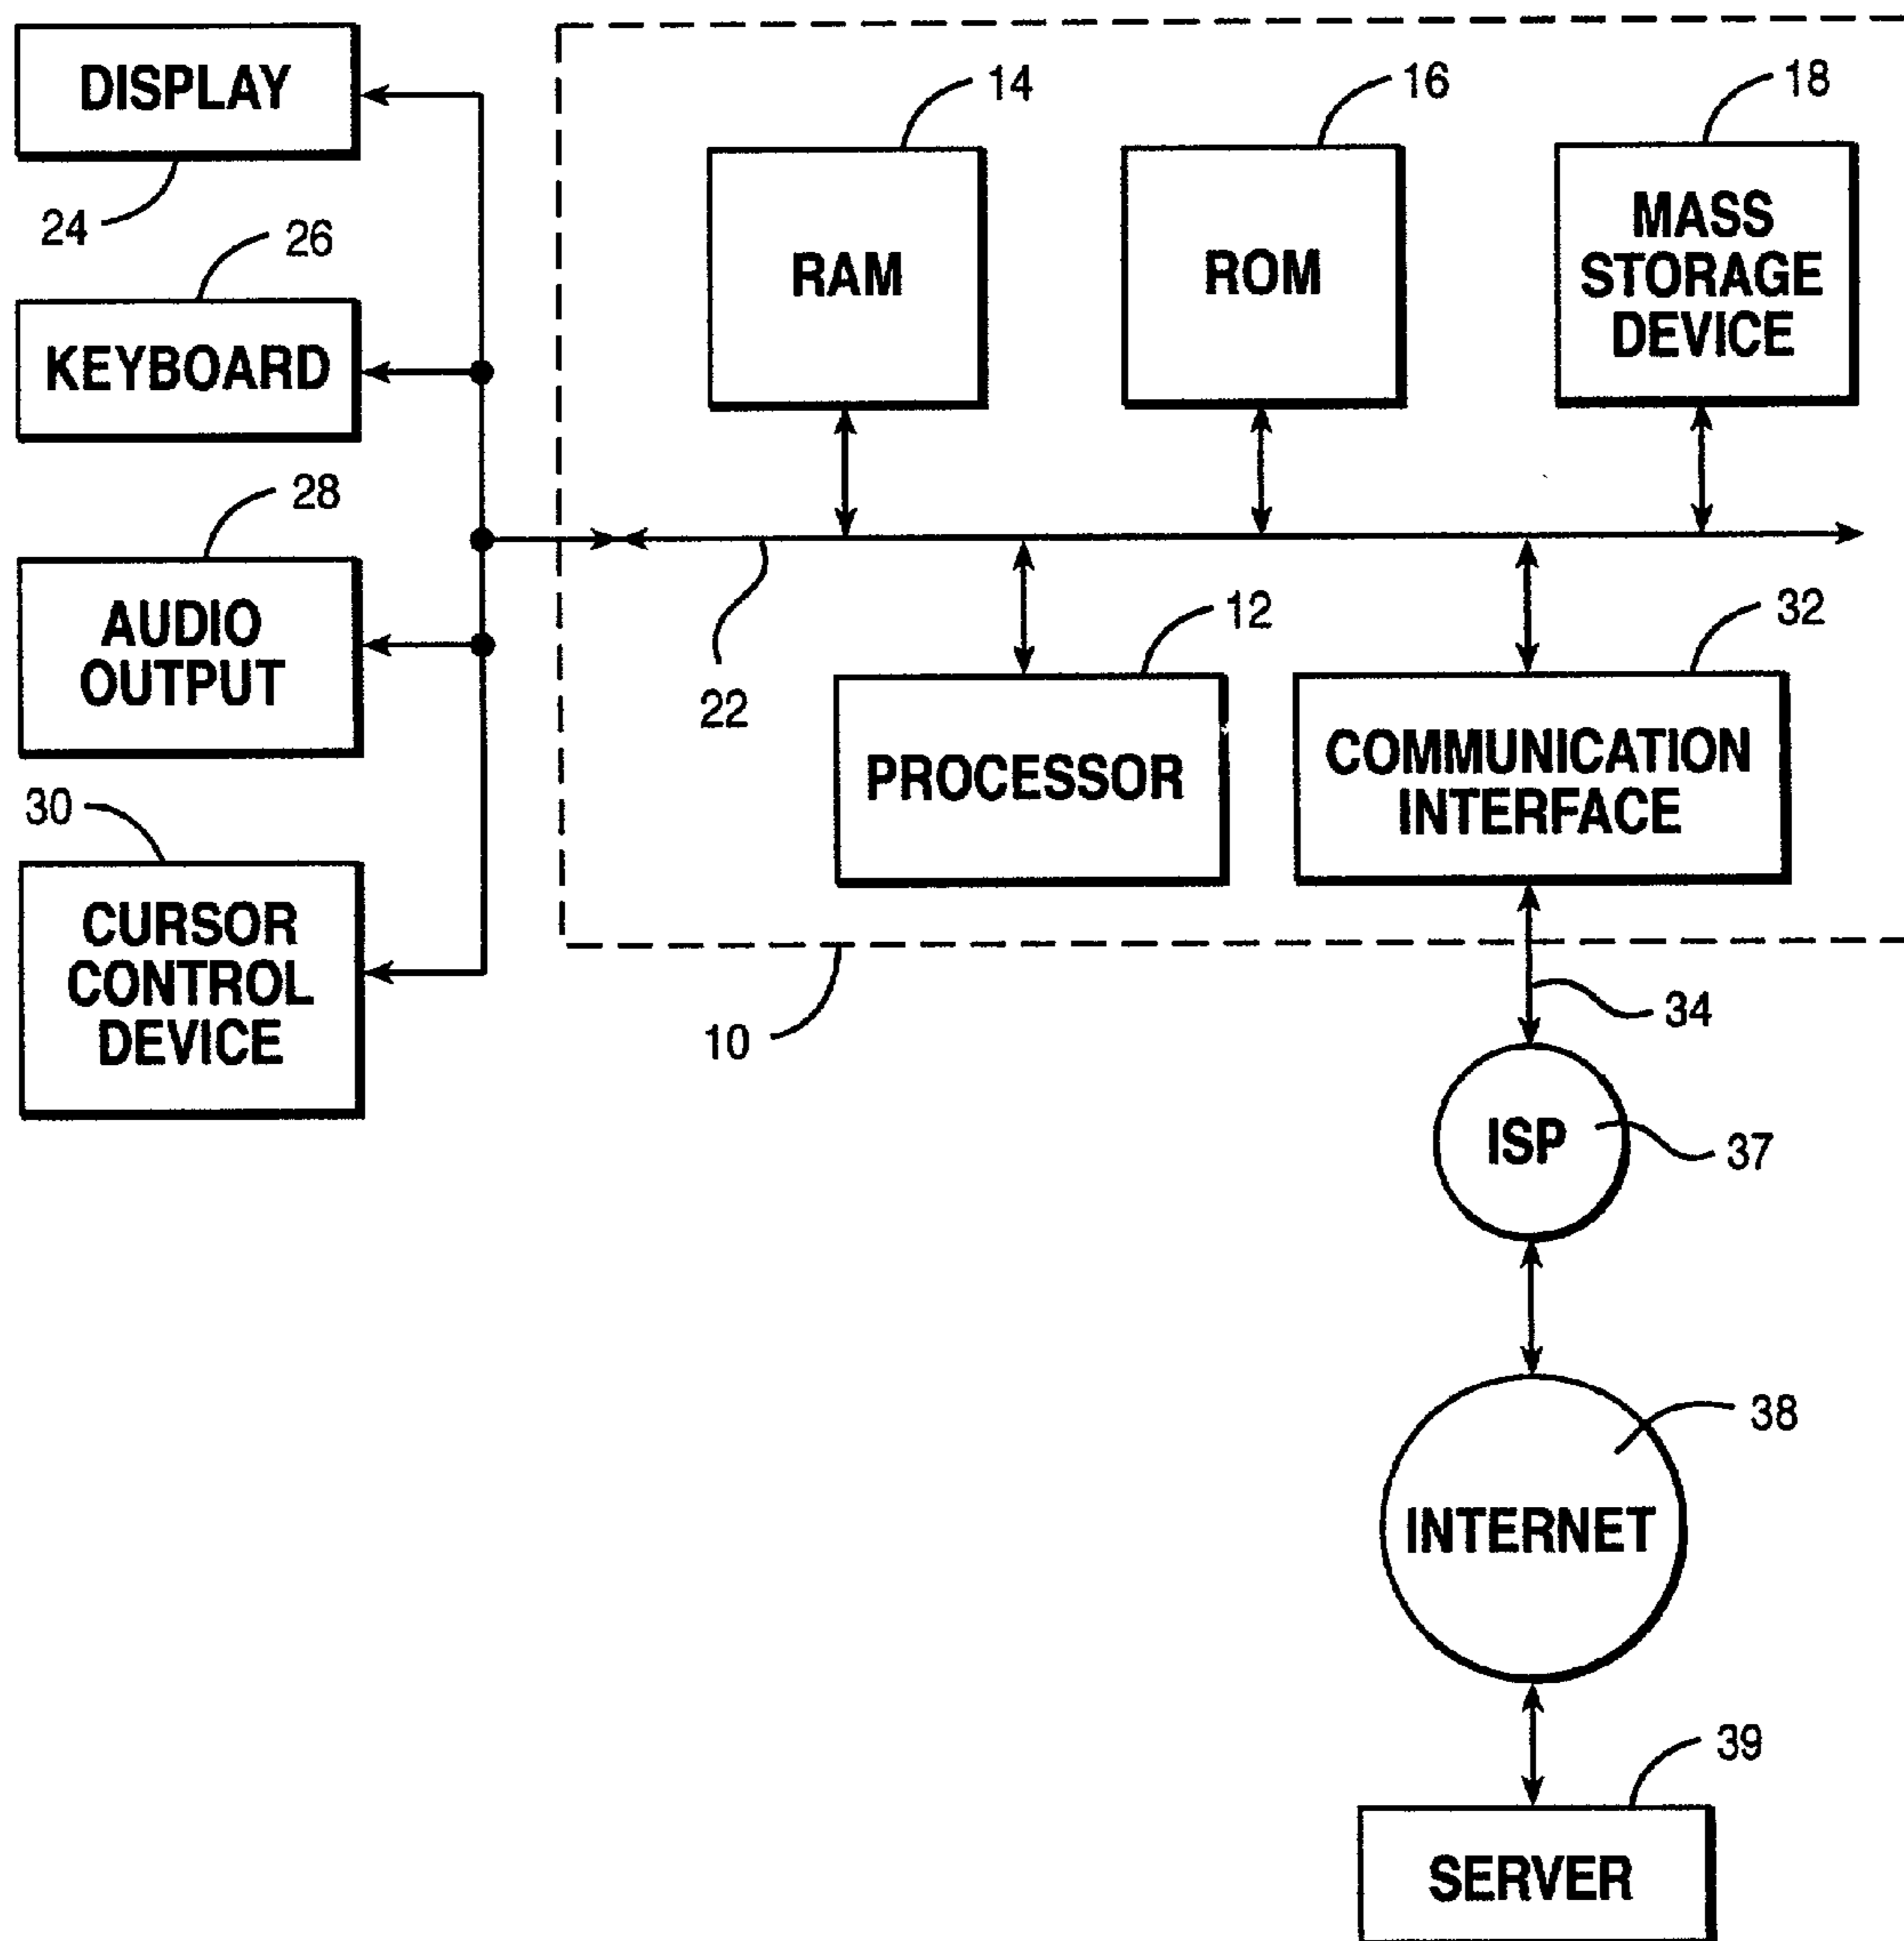 DISPLAY
24
26
KEYBOARD
28
AUDIO
OUTPUT
30
CURSOR
CONTROL
DEVICE
14
RAM
16
ROM
18
MASS
STORAGE
DEVICE
22
12
PROCESSOR
32
COMMUNICATION
INTERFACE
10
34
ISP
37
38
INTERNET
39
SERVER